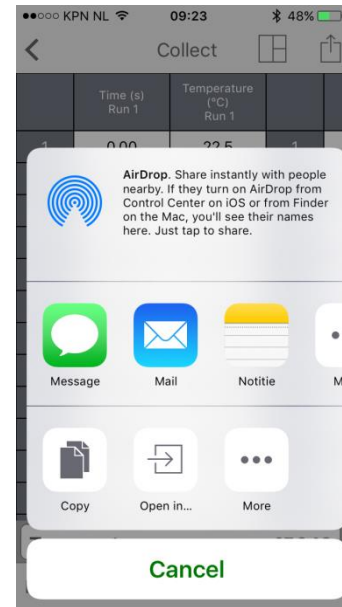 KPN NL 09:23 48%
Collect
Time (s)
Run 1
Temperature
(°C)
Run 1
1 0.00 22.5 1
AirDrop. Share instantly with people
nearby. If they turn on AirDrop from
Control Center on iOS or from Finder
on the Mac, you'll see their names
here. Just tap to share.
Message Mail Notitie M
Copy Open in... More
Cancel